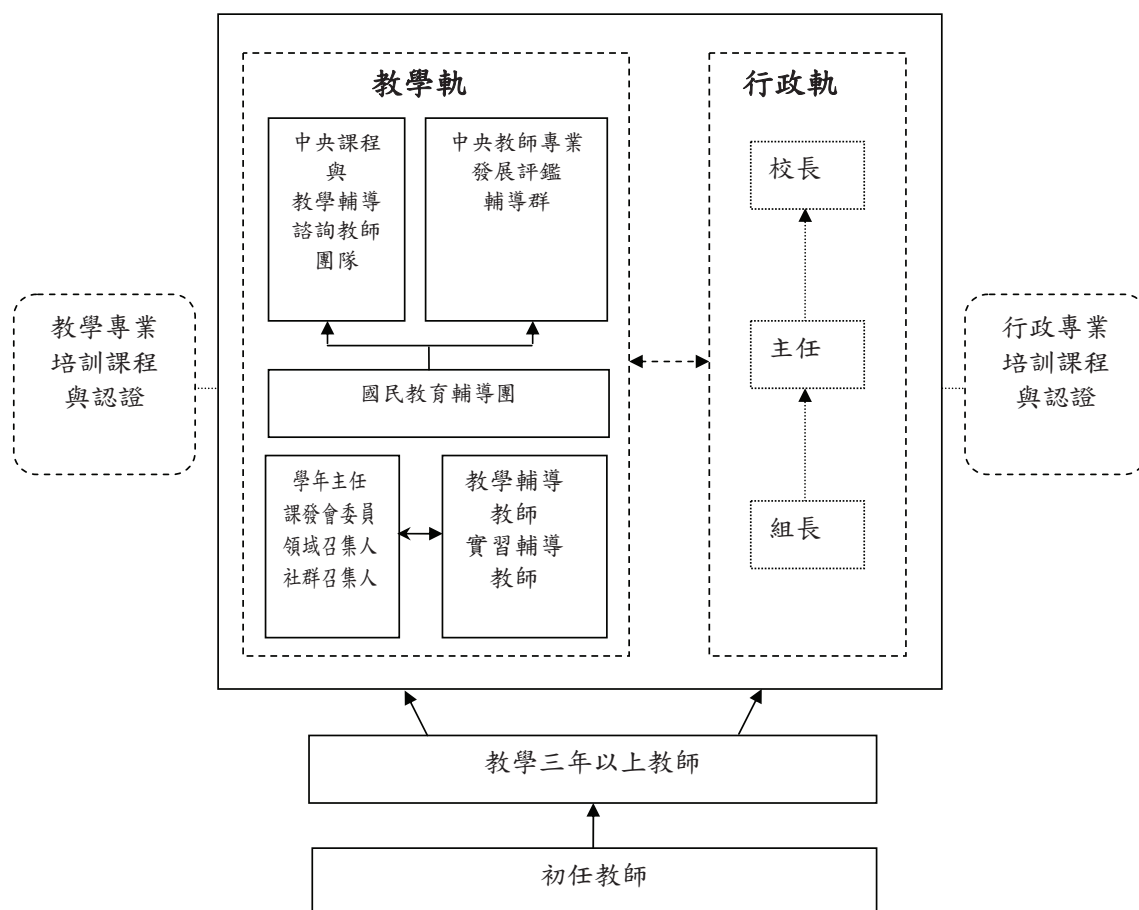 教學軌
行政軌
中央課程
與
教學輔導
諮詢教師
團隊
中央教師專業
發展評鑑
輔導群
校長
教學專業
培訓課程
與認證
主任
行政專業
培訓課程
與認證
國民教育輔導團
學年主任
課發會委員
領域召集人
社群召集人
教學輔導
教師
實習輔導
教師
組長
教學三年以上教師
初任教師